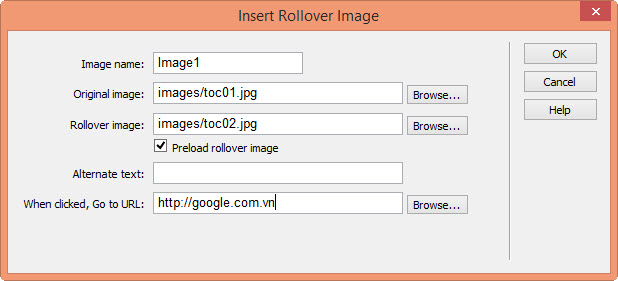 Insert Rollover Image
Image name: Image1
OK
Original image: images/toc01.jpg Browse...
Cancel
Rollover image: images/toc02.jpg Browse...
Help
Preload rollover image
Alternate text:
When clicked, Go to URL: http://google.com.vn Browse...